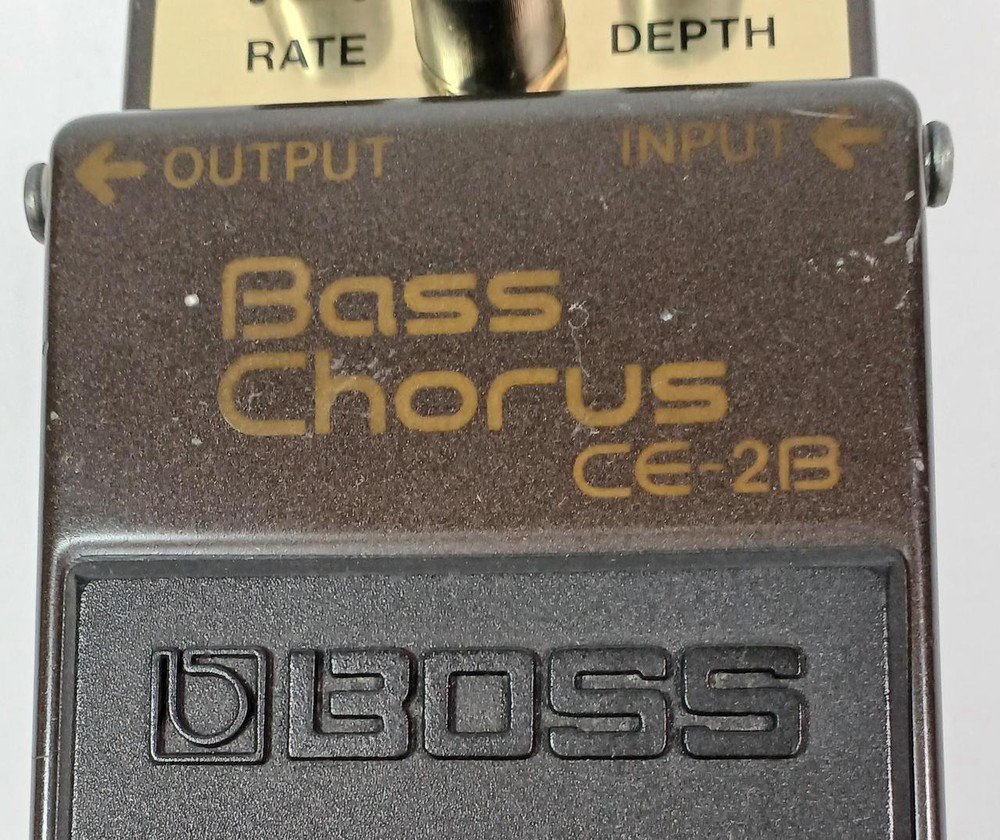 RATE DEPTH
← OUTPUT INPUT ←
Bass
Chorus
CE-2B
BOSS